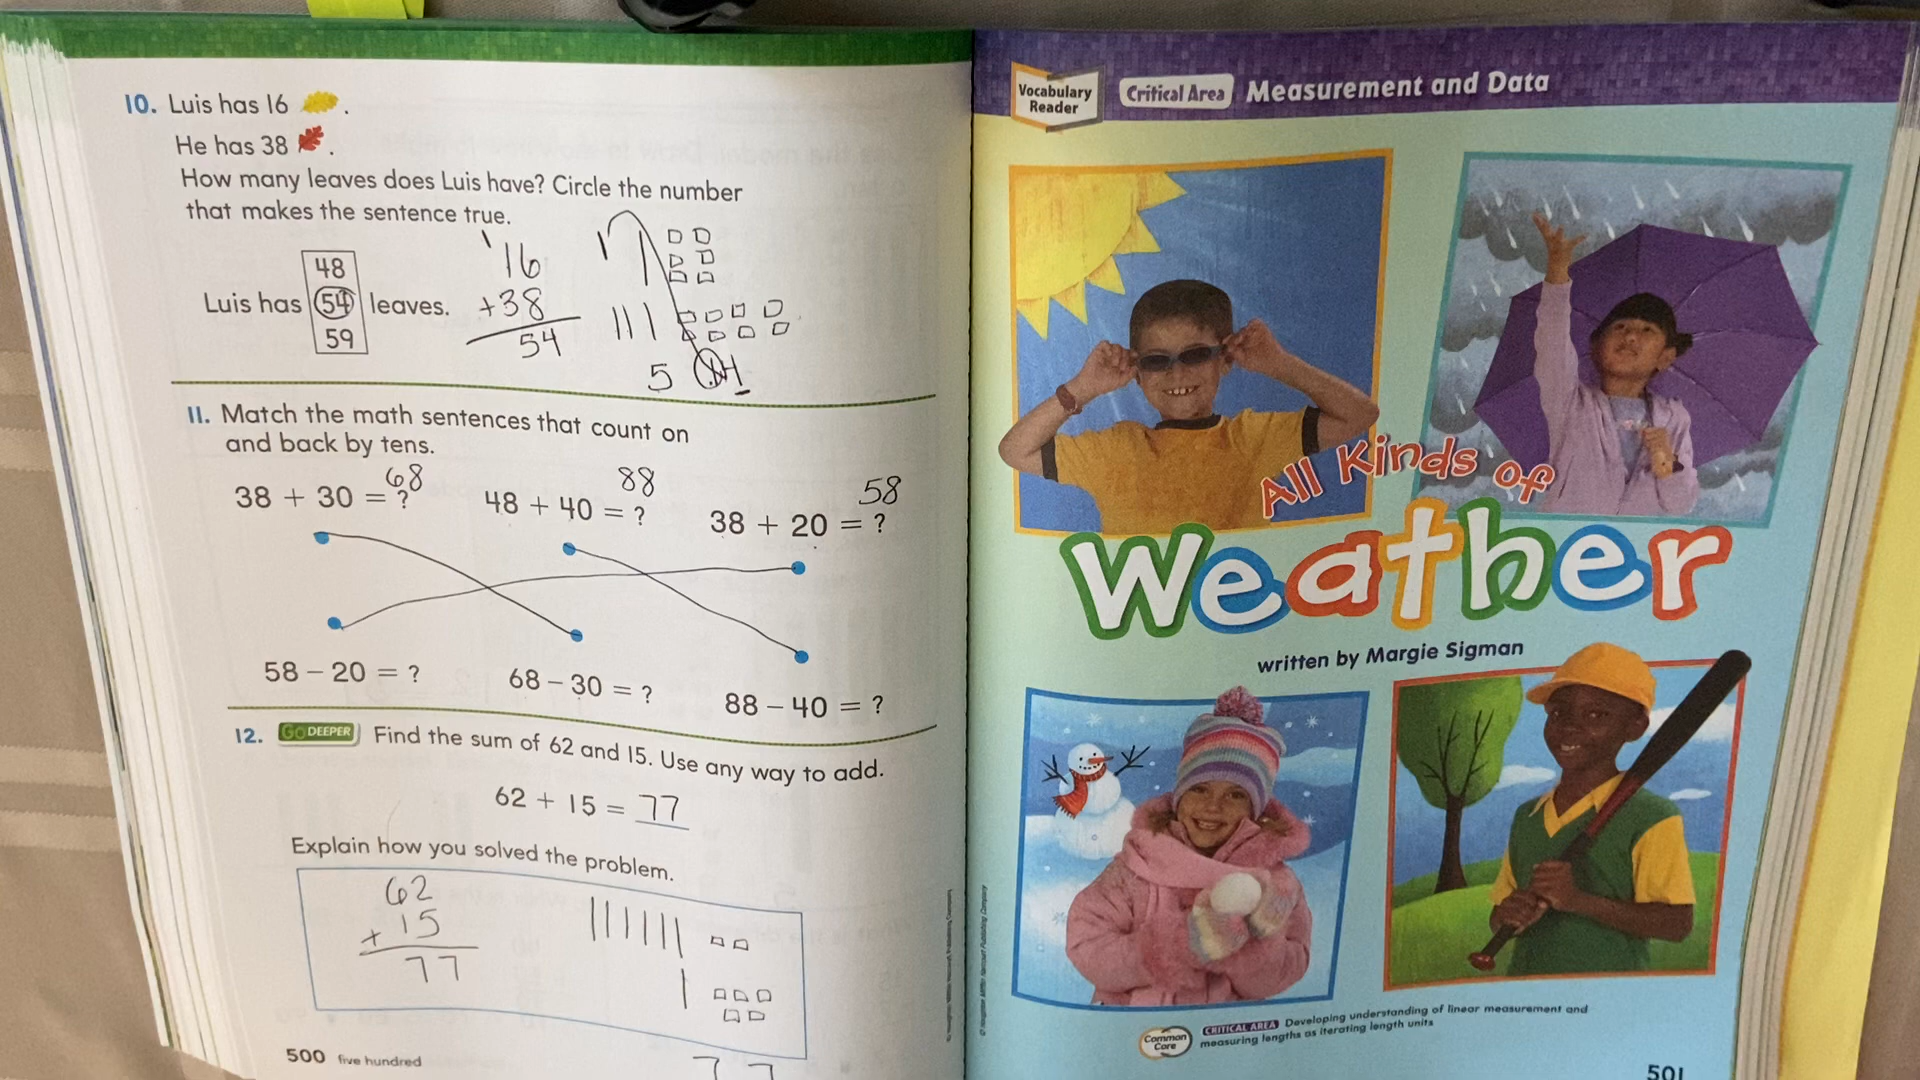 10. Luis has 16 .
He has 38 .
How many leaves does Luis have? Circle the number
that makes the sentence true.
48
Luis has 54 leaves.
59
1
16
+38
54
1
5
11. Match the math sentences that count on
and back by tens.
68
38 + 30 = ?
88
48 + 40 = ?
58
38 + 20 = ?
58 – 20 = ?
68 – 30 = ?
88 – 40 = ?
12. GO DEEPER Find the sum of 62 and 15. Use any way to add.
62 + 15 = 77
Explain how you solved the problem.
62
+ 15
77
500 five hundred
Vocabulary
Reader
Critical Area Measurement and Data
All Kinds of
Weather
written by Margie Sigman
Common
Core
CRITICAL AREA Developing understanding of linear measurement and
measuring lengths as iterating length units
501